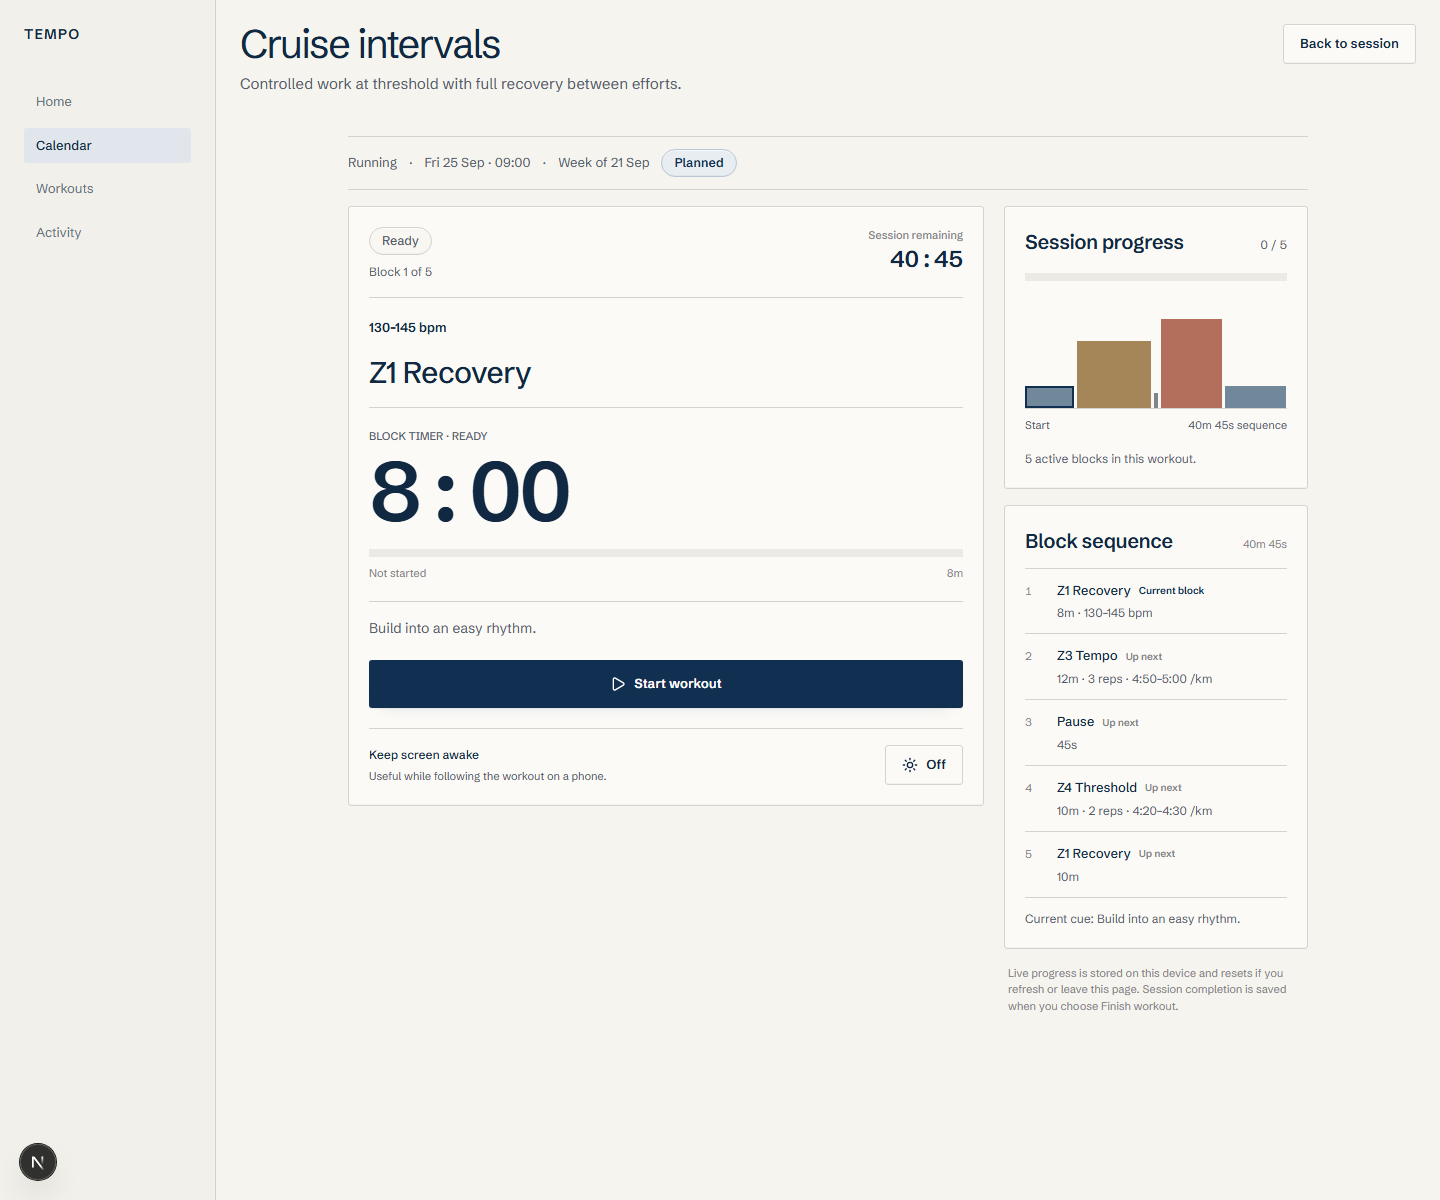 TEMPO
Home
Calendar
Workouts
Activity
Cruise intervals
Controlled work at threshold with full recovery between efforts.
Back to session
Running · Fri 25 Sep · 09:00 · Week of 21 Sep Planned
Ready
Block 1 of 5
Session remaining
40:45
130–145 bpm
Z1 Recovery
BLOCK TIMER · READY
8:00
Not started 8m
Build into an easy rhythm.
Start workout
Keep screen awake
Useful while following the workout on a phone.
Off
Session progress 0 / 5
Start 40m 45s sequence
5 active blocks in this workout.
Block sequence 40m 45s
1 Z1 Recovery Current block
8m · 130–145 bpm
2 Z3 Tempo Up next
12m · 3 reps · 4:50–5:00 /km
3 Pause Up next
45s
4 Z4 Threshold Up next
10m · 2 reps · 4:20–4:30 /km
5 Z1 Recovery Up next
10m
Current cue: Build into an easy rhythm.
Live progress is stored on this device and resets if you
refresh or leave this page. Session completion is saved
when you choose Finish workout.
N